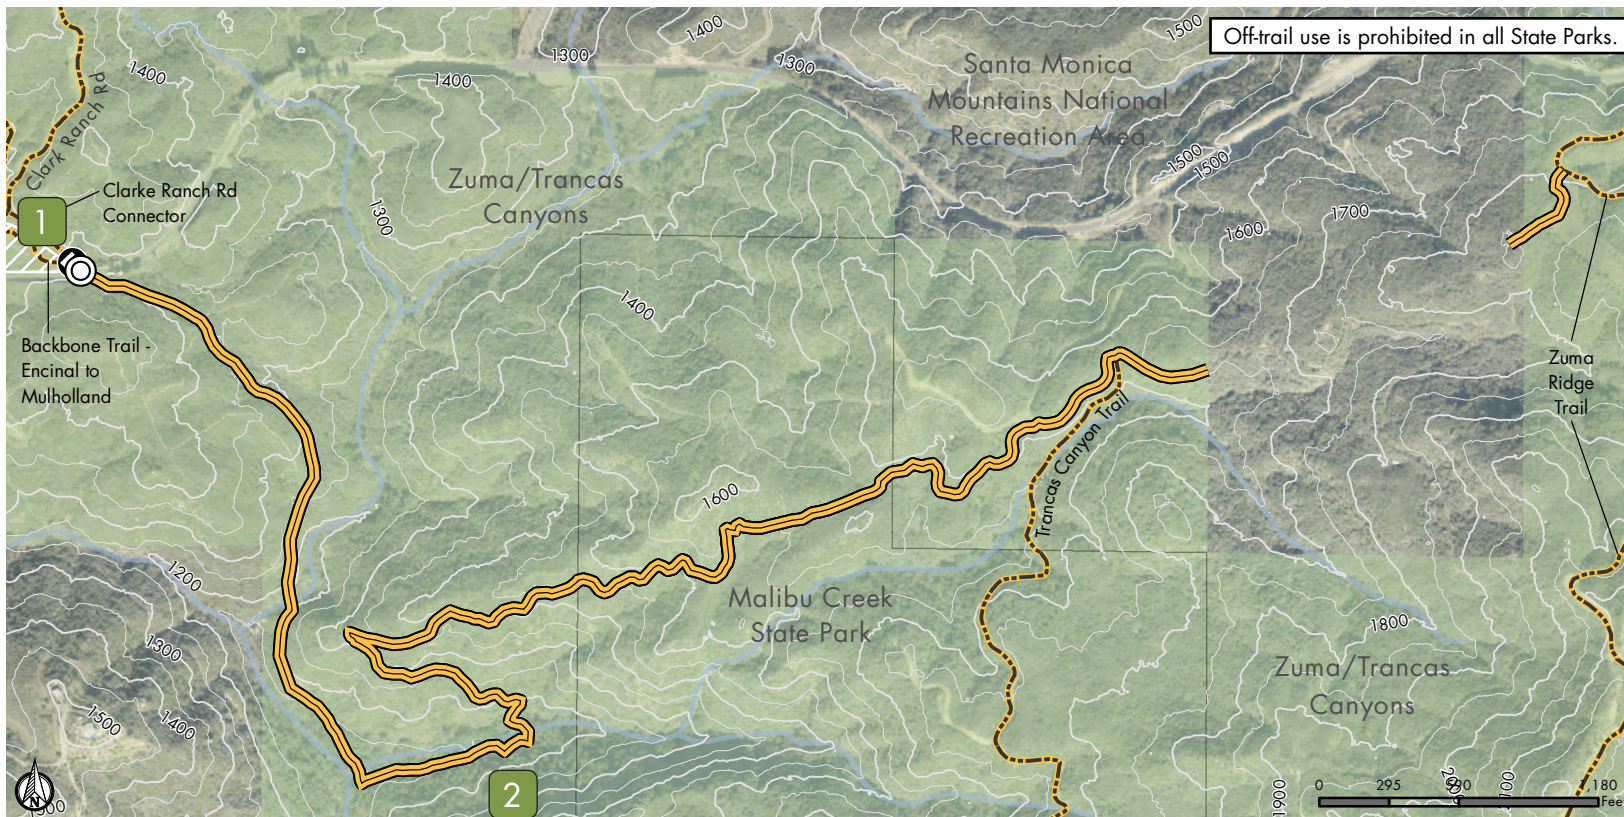 Off-trail use is prohibited in all State Parks.
1400
1500
1300
1300
1400
1400
Santa Monica
Mountains National
Recreation Area
Clark Ranch Rd
Clarke Ranch Rd
Connector
1
Zuma/Trancas
Canyons
1300
1500
1500
1700
1600
Backbone Trail -
Encinal to
Mulholland
1400
Zuma
Ridge
Trail
Trancas Canyon Trail
1600
1200
1300
1400
1500
Malibu Creek
State Park
1800
Zuma/Trancas
Canyons
2
N
1900
0
295
590
1,180
Feet